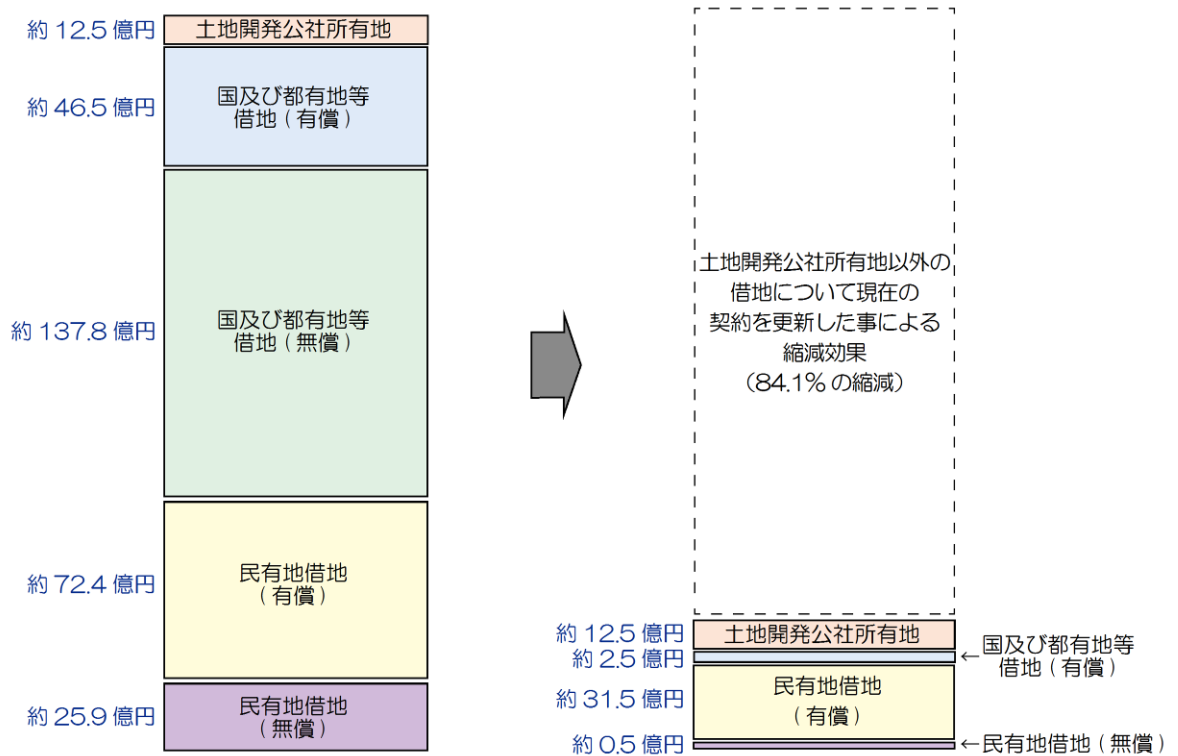 約 12.5 億円
土地開発公社所有地
約 46.5 億円
国及び都有地等
借地 ( 有償 )
約 137.8 億円
国及び都有地等
借地 ( 無償 )
約 72.4 億円
民有地借地
( 有償 )
約 25.9 億円
民有地借地
( 無償 )
土地開発公社所有地以外の
借地について現在の
契約を更新した事による
縮減効果
（84.1% の縮減）
約 12.5 億円
土地開発公社所有地
約 2.5 億円
←国及び都有地等
借地 ( 有償 )
約 31.5 億円
民有地借地
( 有償 )
約 0.5 億円
←民有地借地 ( 無償 )